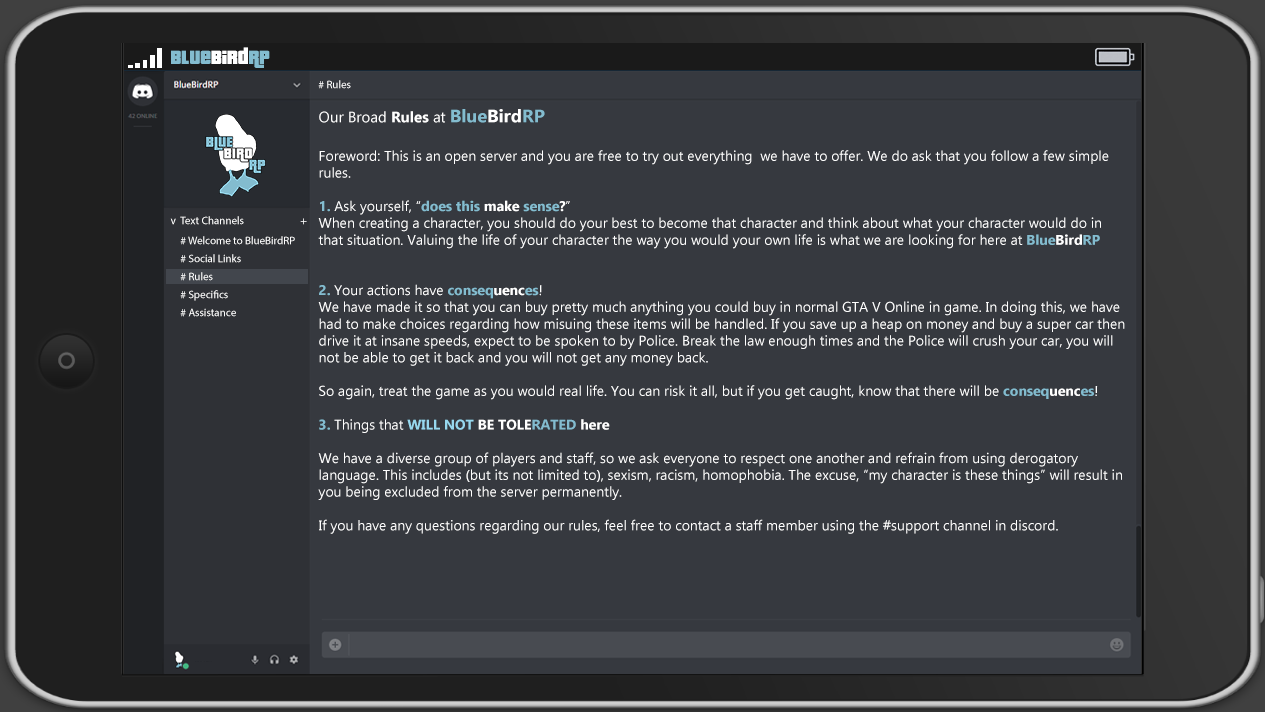 BLUEBIRDRP
BlueBirdRP
# Rules
42 ONLINE
BLUE
BIRD
RP
v Text Channels +
# Welcome to BlueBirdRP
# Social Links
# Rules
# Specifics
# Assistance
Our Broad Rules at BlueBirdRP
Foreword: This is an open server and you are free to try out everything  we have to offer. We do ask that you follow a few simple
rules.
1. Ask yourself, “does this make sense?”
When creating a character, you should do your best to become that character and think about what your character would do in
that situation. Valuing the life of your character the way you would your own life is what we are looking for here at BlueBirdRP
2. Your actions have consequences!
We have made it so that you can buy pretty much anything you could buy in normal GTA V Online in game. In doing this, we have
had to make choices regarding how misuing these items will be handled. If you save up a heap on money and buy a super car then
drive it at insane speeds, expect to be spoken to by Police. Break the law enough times and the Police will crush your car, you will
not be able to get it back and you will not get any money back.
So again, treat the game as you would real life. You can risk it all, but if you get caught, know that there will be consequences!
3. Things that WILL NOT BE TOLERATED here
We have a diverse group of players and staff, so we ask everyone to respect one another and refrain from using derogatory
language. This includes (but its not limited to), sexism, racism, homophobia. The excuse, “my character is these things” will result in
you being excluded from the server permanently.
If you have any questions regarding our rules, feel free to contact a staff member using the #support channel in discord.